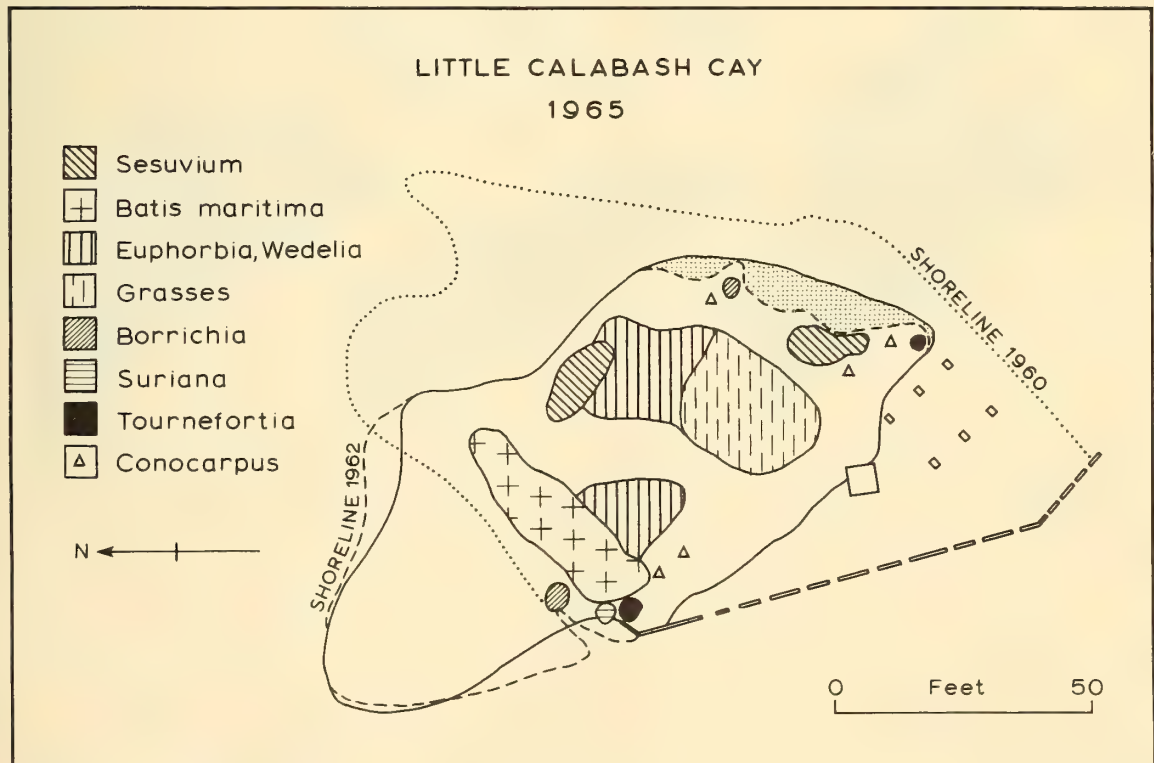 LITTLE CALABASH CAY
1965
Sesuvium
Batis maritima
Euphorbia, Wedelia
Grasses
Borrichia
Suriana
Tournefortia
Conocarpus
N
SHORELINE 1960
SHORELINE 1962
0 Feet 50